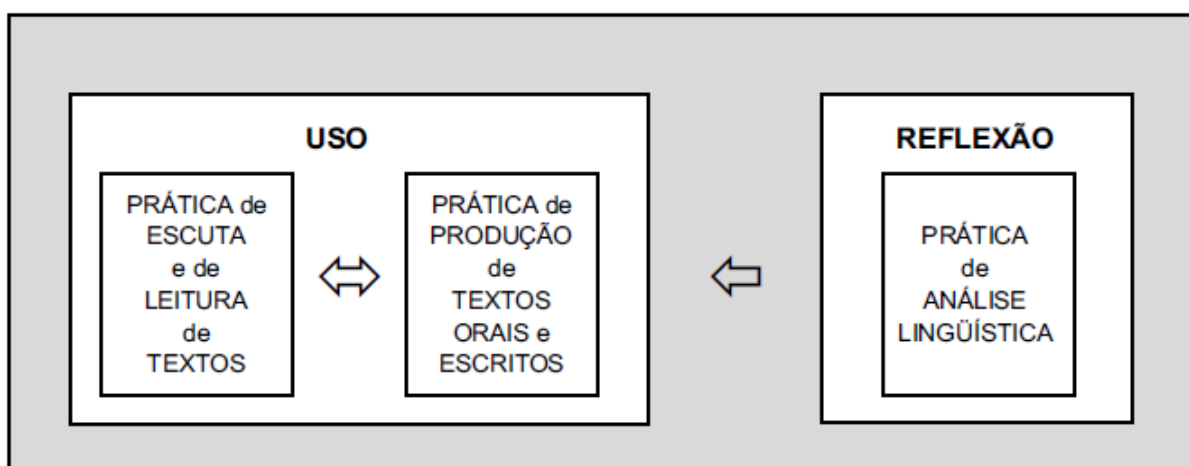 USO
PRÁTICA de
ESCUTA
e de
LEITURA
de
TEXTOS
PRÁTICA de
PRODUÇÃO
de
TEXTOS
ORAIS e
ESCRITOS
REFLEXÃO
PRÁTICA
de
ANÁLISE
LINGÜÍSTICA